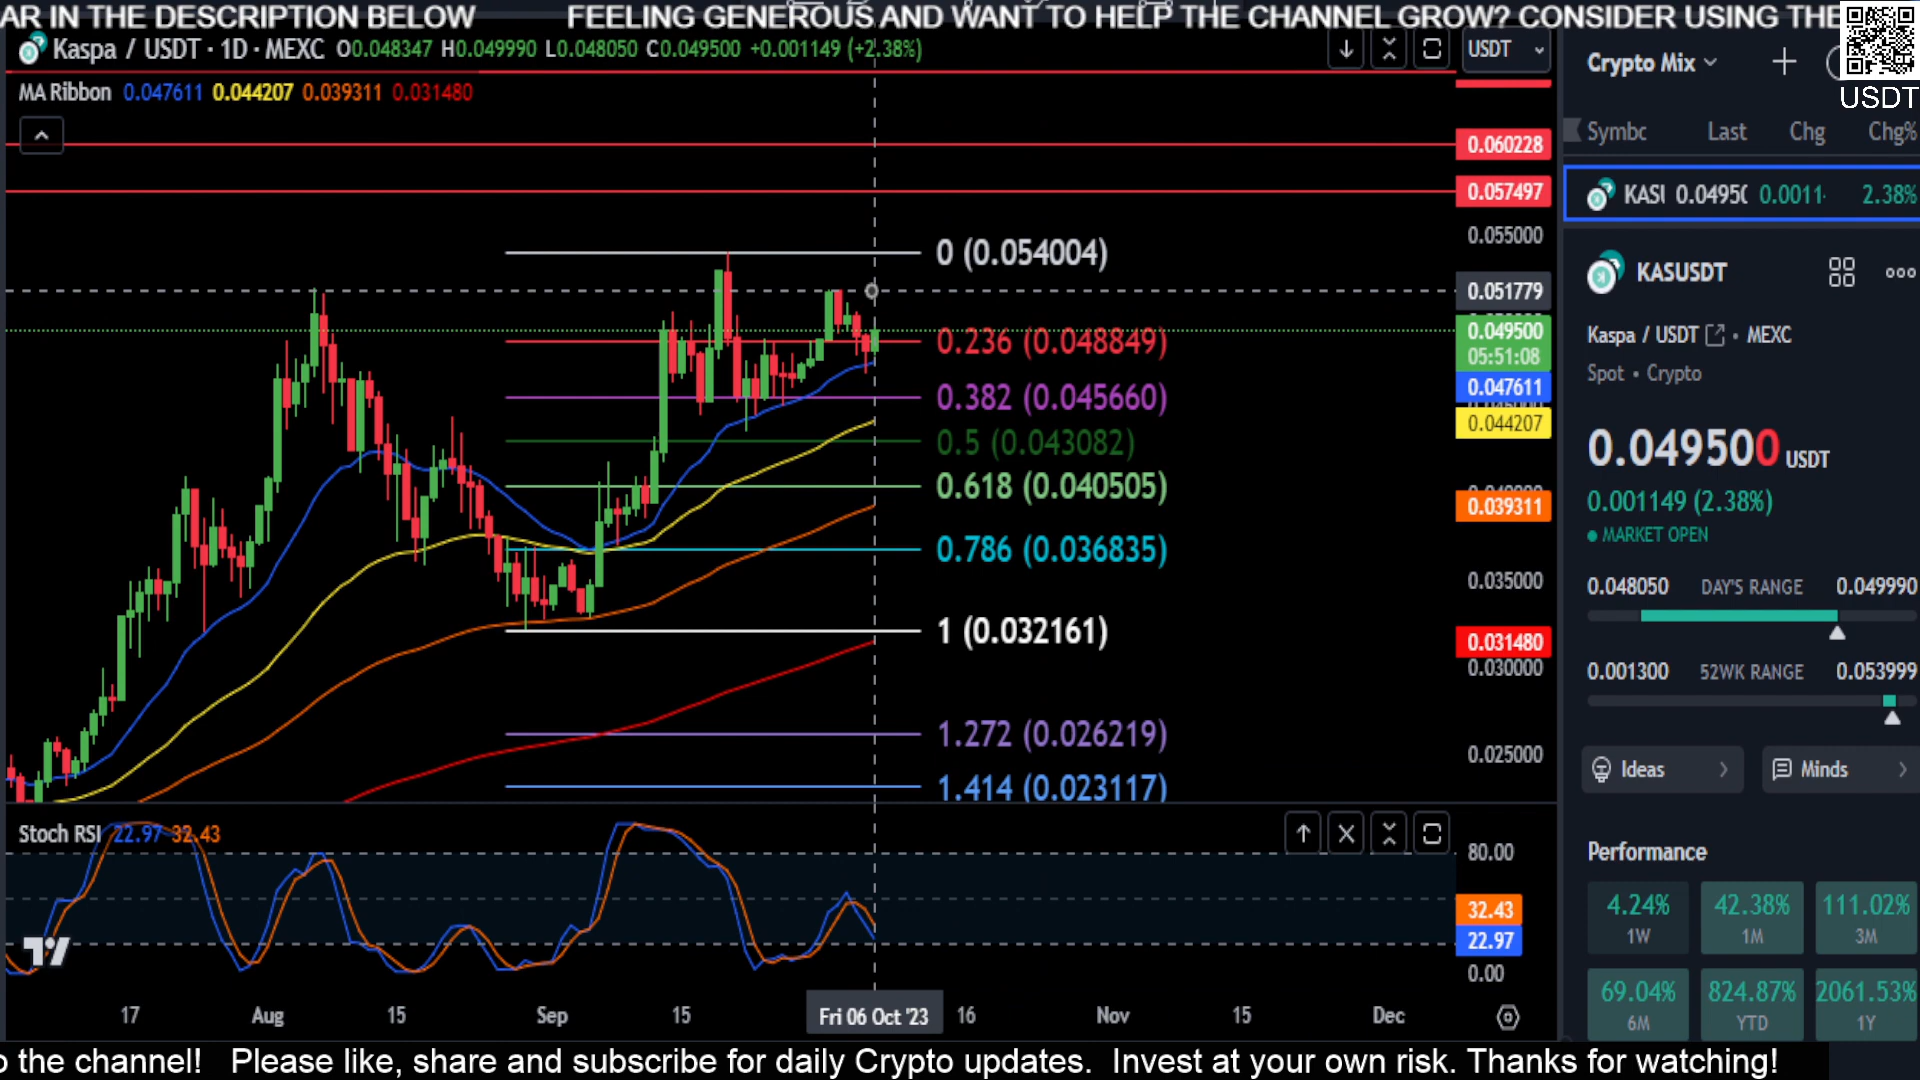 AR IN THE DESCRIPTION BELOW FEELING GENEROUS AND WANT TO HELP THE CHANNEL GROW? CONSIDER USING THE
Kaspa / USDT · 1D · MEXC O0.048347 H0.049990 L0.048050 C0.049500 +0.001149 (+2.38%)
USDT
MA Ribbon 0.047611 0.044207 0.039311 0.031480
0.060228
0.057497
0.055000
0.051779
0.049500
05:51:08
0.047611
0.044207
0.039311
0.035000
0.031480
0.030000
0.025000
0 (0.054004)
0.236 (0.048849)
0.382 (0.045660)
0.5 (0.043082)
0.618 (0.040505)
0.786 (0.036835)
1 (0.032161)
1.272 (0.026219)
1.414 (0.023117)
Stoch RSI 22.97 32.43
80.00
32.43
22.97
0.00
17 Aug 15 Sep 15 Fri 06 Oct '23 16 Nov 15 Dec
Crypto Mix
USDT
Symbc Last Chg Chg%
KASI 0.0495( 0.0011 2.38%
KASUSDT
Kaspa / USDT • MEXC
Spot • Crypto
0.049500 USDT
0.001149 (2.38%)
MARKET OPEN
0.048050 DAY'S RANGE 0.049990
0.001300 52WK RANGE 0.053999
Ideas
Minds
Performance
4.24% 42.38% 111.02%
1W 1M 3M
69.04% 824.87% 2061.53%
6M YTD 1Y
o the channel! Please like, share and subscribe for daily Crypto updates. Invest at your own risk. Thanks for watching!